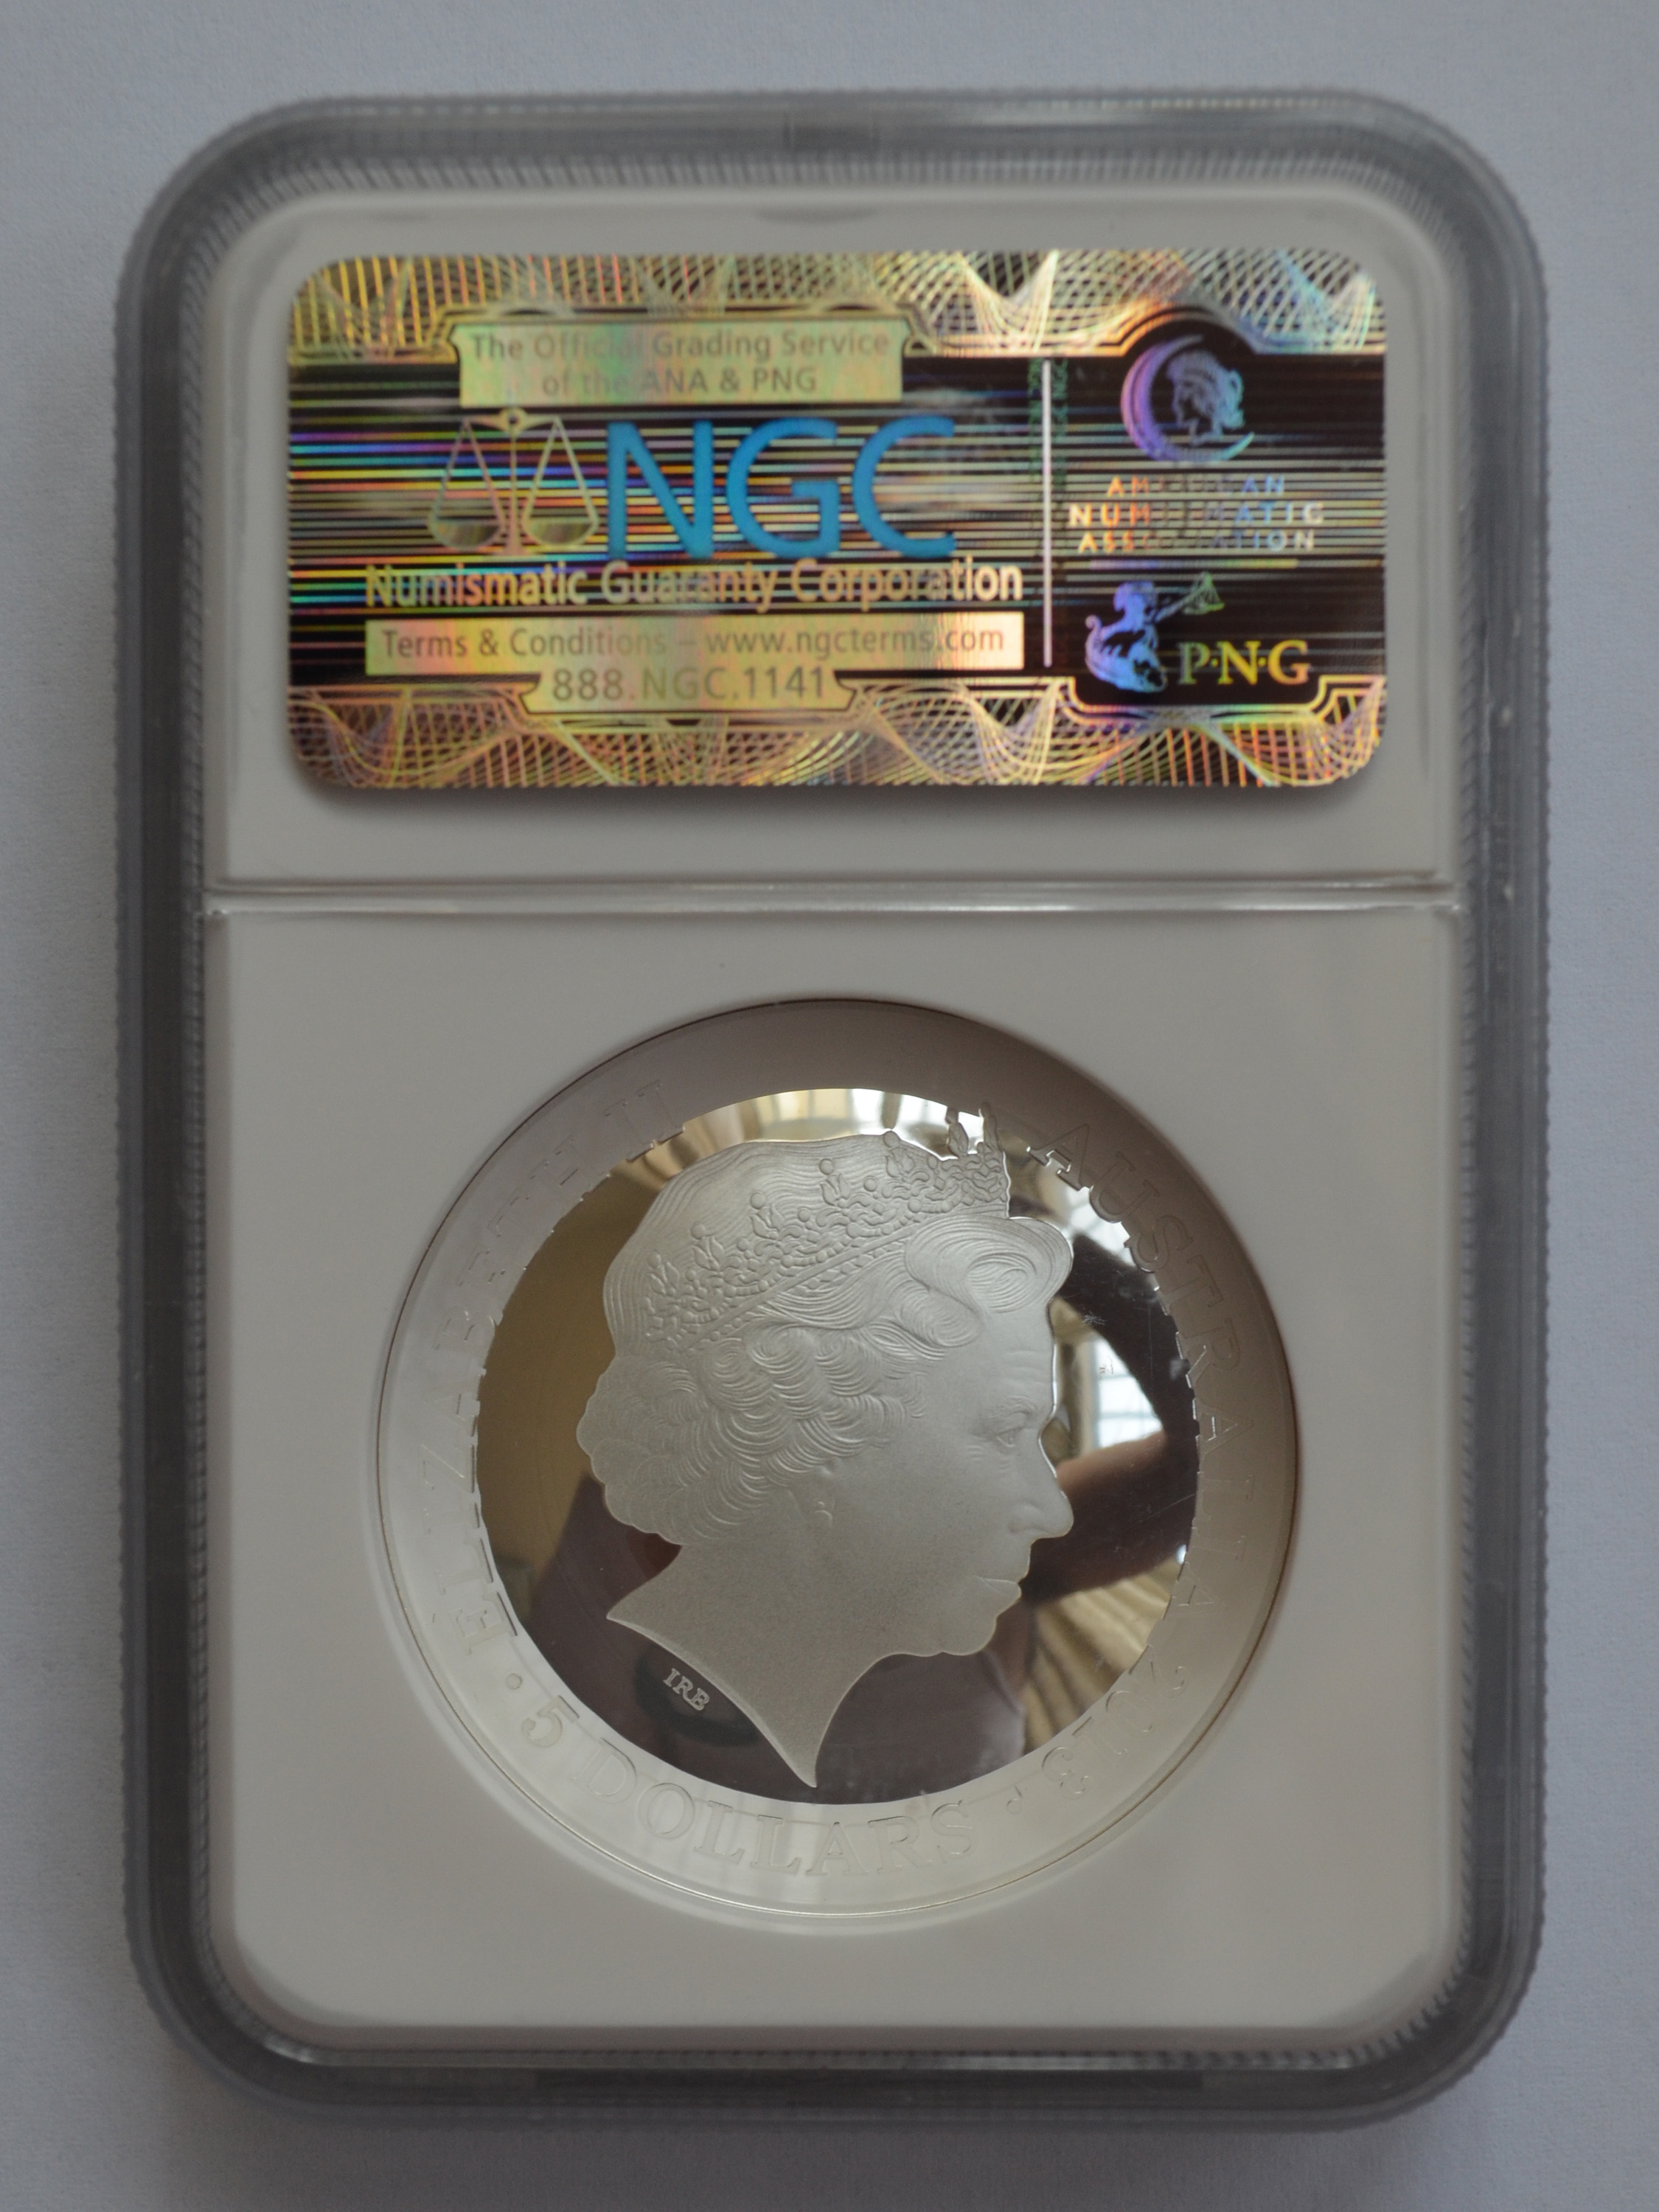 The Official Grading Service
of the ANA & PNG
NGC
Numismatic Guaranty Corporation
Terms & Conditions – www.ngcterms.com
888.NGC.1141
AMERICAN
NUMISMATIC
ASSOCIATION
P·N·G
ELIZABETH II
AUSTRALIA 2013
• 5 DOLLARS •
IRB